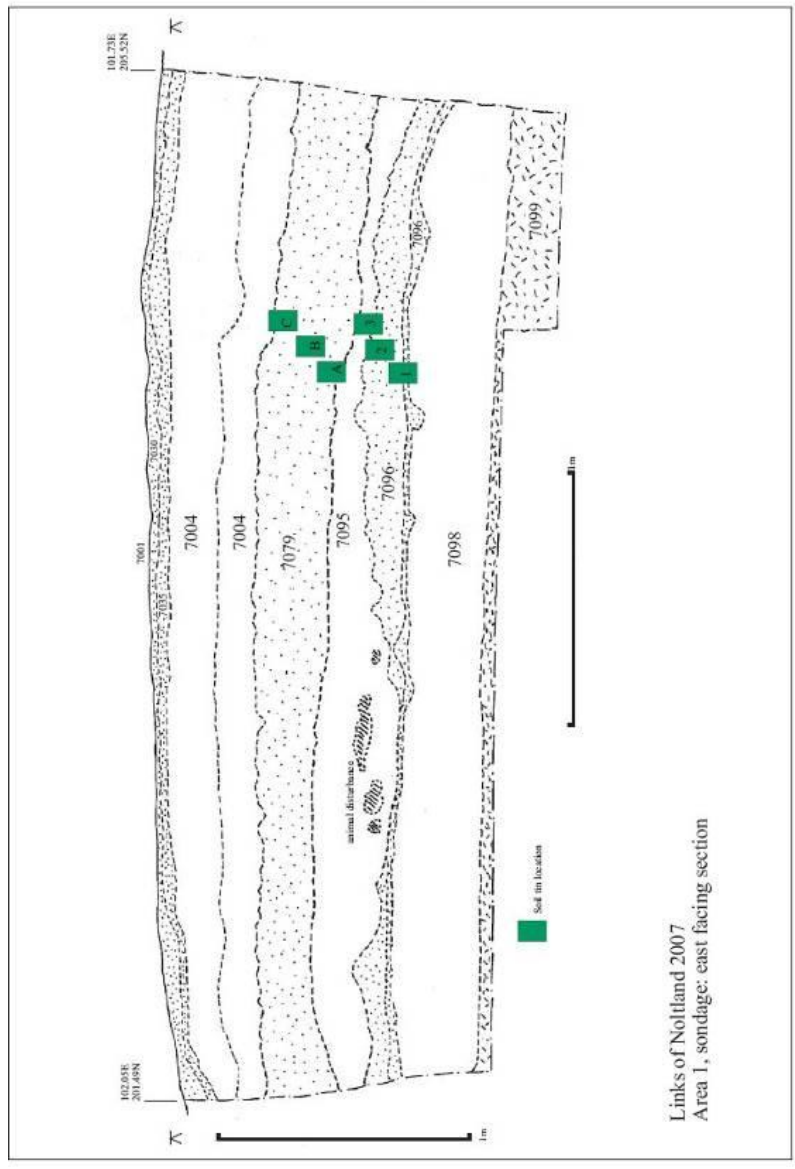 102.05E
201.49N
101.73E
205.52N
7001
7030
7035
7004
7004
C
7079
B
A
7095
animal disturbance
3
2
7096
1
7096
7098
1m
7099
Soil tin location
1m
Links of Noltland 2007
Area 1, sondage: east facing section